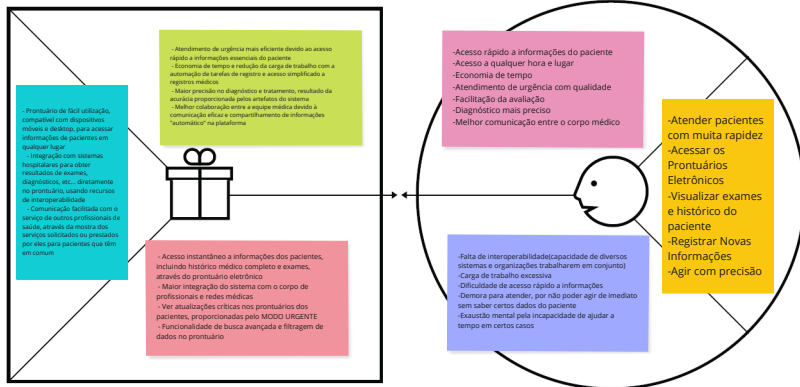 - Atendimento de urgência mais eficiente devido ao acesso
rápido a informações essenciais do paciente
- Economia de tempo e redução da carga de trabalho com a
automação de tarefas de registro e acesso simplificado a
registros médicos
- Maior precisão no diagnóstico e tratamento, resultado da
acurácia proporcionada pelos artefatos do sistema
- Melhor colaboração entre a equipe médica devido à
comunicação eficaz e compartilhamento de informações
"automático" na plataforma
- Prontuário de fácil utilização,
compatível com dispositivos
móveis e desktop, para acessar
informações de pacientes em
qualquer lugar
- Integração com sistemas
hospitalares para obter
resultados de exames,
diagnósticos, etc... diretamente
no prontuário, usando recursos
de interoperabilidade
- Comunicação facilitada com o
serviço de outros profissionais de
saúde, através da mostra dos
serviços solicitados ou prestados
por eles para pacientes que têm
em comum
- Acesso instantâneo a informações dos pacientes,
incluindo histórico médico completo e exames,
através do prontuário eletrônico
- Maior integração do sistema com o corpo de
profissionais e redes médicas
- Ver atualizações críticas nos prontuários dos
pacientes, proporcionadas pelo MODO URGENTE
- Funcionalidade de busca avançada e filtragem de
dados no prontuário
-Acesso rápido a informações do paciente
-Acesso a qualquer hora e lugar
-Economia de tempo
-Atendimento de urgência com qualidade
-Facilitação da avaliação
-Diagnóstico mais preciso
-Melhor comunicação entre o corpo médico
-Atender pacientes
com muita rapidez
-Acessar os
Prontuários
Eletrônicos
-Visualizar exames
e histórico do
paciente
-Registrar Novas
Informações
-Agir com precisão
-Falta de interoperabilidade(capacidade de diversos
sistemas e organizações trabalharem em conjunto)
-Carga de trabalho excessiva
-Dificuldade de acesso rápido a informações
-Demora para atender, por não poder agir de imediato
sem saber certos dados do paciente
-Exaustão mental pela incapacidade de ajudar a
tempo em certos casos